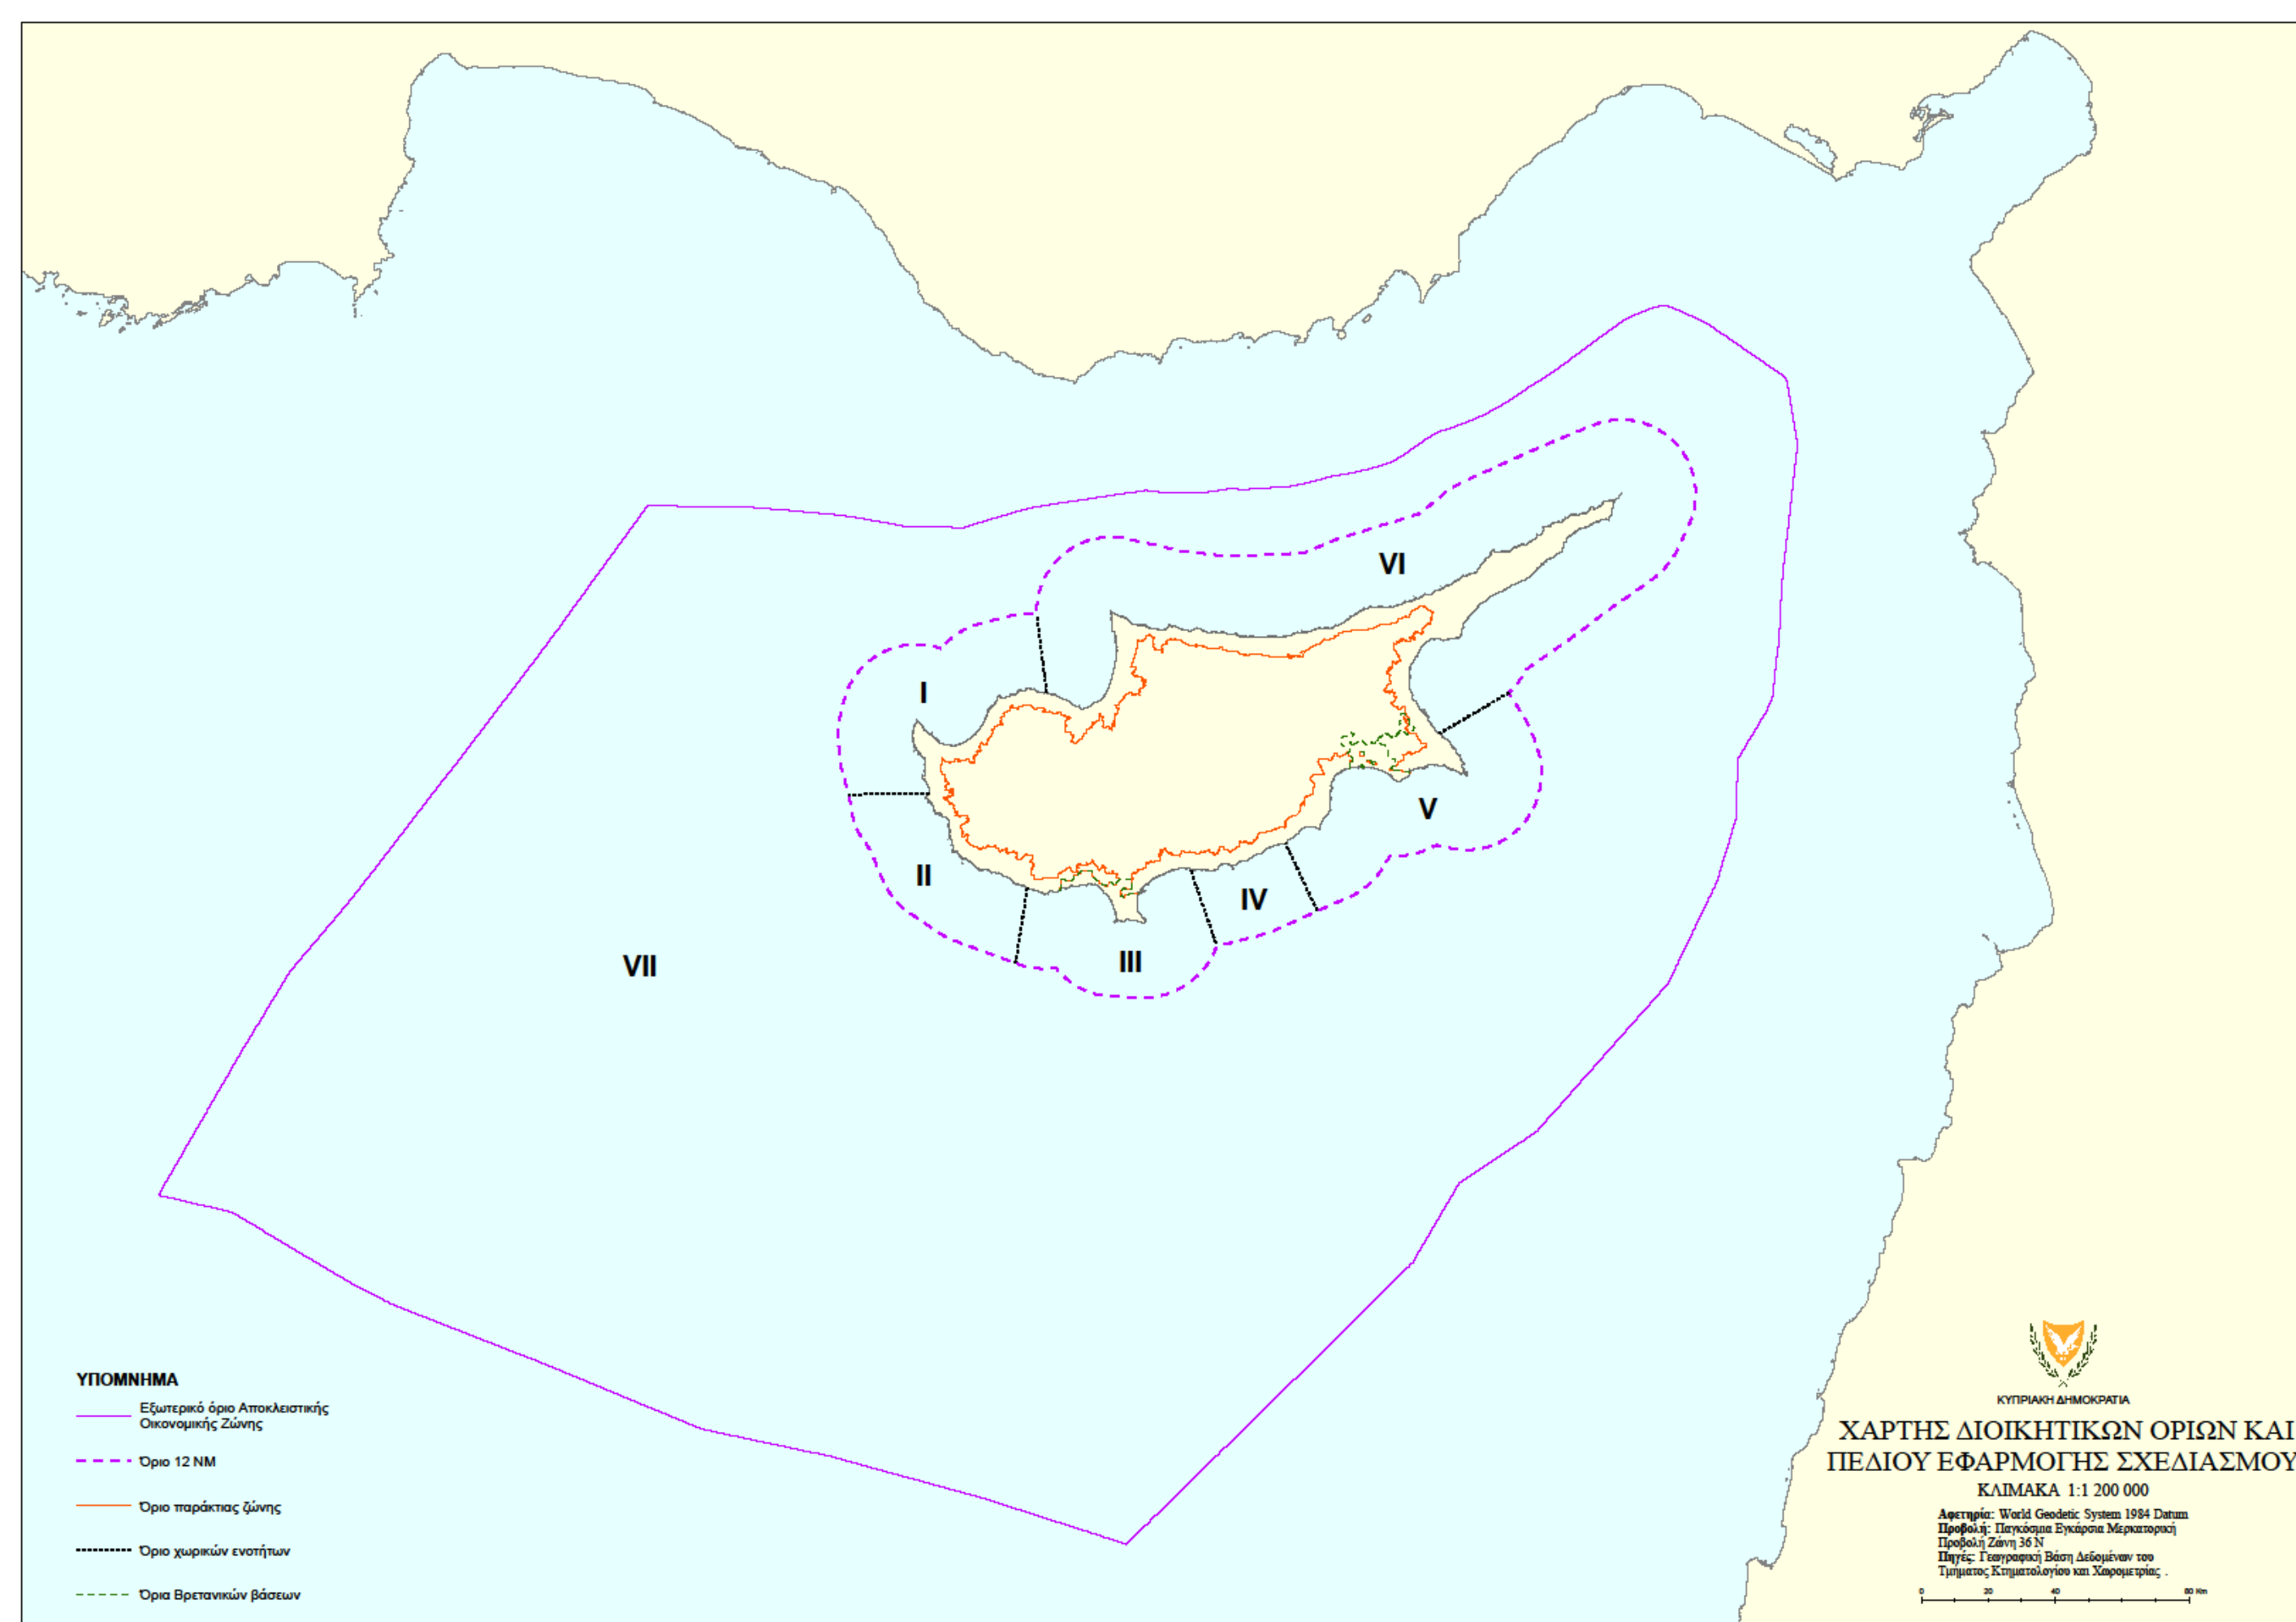 VI
I
V
II
IV
III
VII
ΥΠΟΜΝΗΜΑ
Εξωτερικό όριο Αποκλειστικής
Οικονομικής Ζώνης
Όριο 12 ΝΜ
Όριο παράκτιας ζώνης
Όριο χωρικών ενοτήτων
Όρια Βρετανικών βάσεων
ΚΥΠΡΙΑΚΗ ΔΗΜΟΚΡΑΤΙΑ
ΧΑΡΤΗΣ ΔΙΟΙΚΗΤΙΚΩΝ ΟΡΙΩΝ ΚΑΙ
ΠΕΔΙΟΥ ΕΦΑΡΜΟΓΗΣ ΣΧΕΔΙΑΣΜΟΥ
ΚΛΙΜΑΚΑ 1:1 200 000
Αφετηρία: World Geodetic System 1984 Datum
Προβολή: Παγκόσμια Εγκάρσια Μερκατορική
Προβολή Ζώνη 36 Ν
Πηγές: Γεωγραφική Βάση Δεδομένων του
Τμήματος Κτηματολογίου και Χωρομετρίας .
0 20 40 80 Km